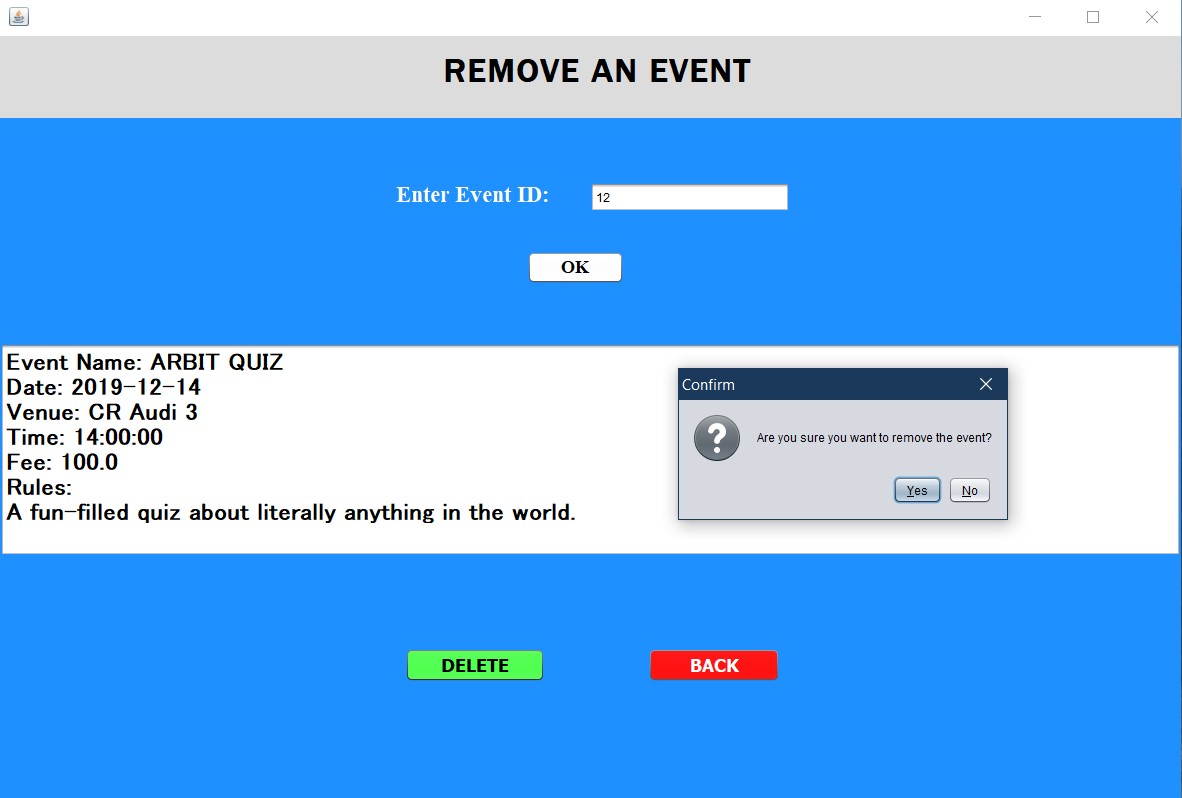 REMOVE AN EVENT
Enter Event ID: 12
OK
Event Name: ARBIT QUIZ
Date: 2019-12-14
Venue: CR Audi 3
Time: 14:00:00
Fee: 100.0
Rules:
A fun-filled quiz about literally anything in the world.
Confirm
Are you sure you want to remove the event?
Yes No
DELETE BACK